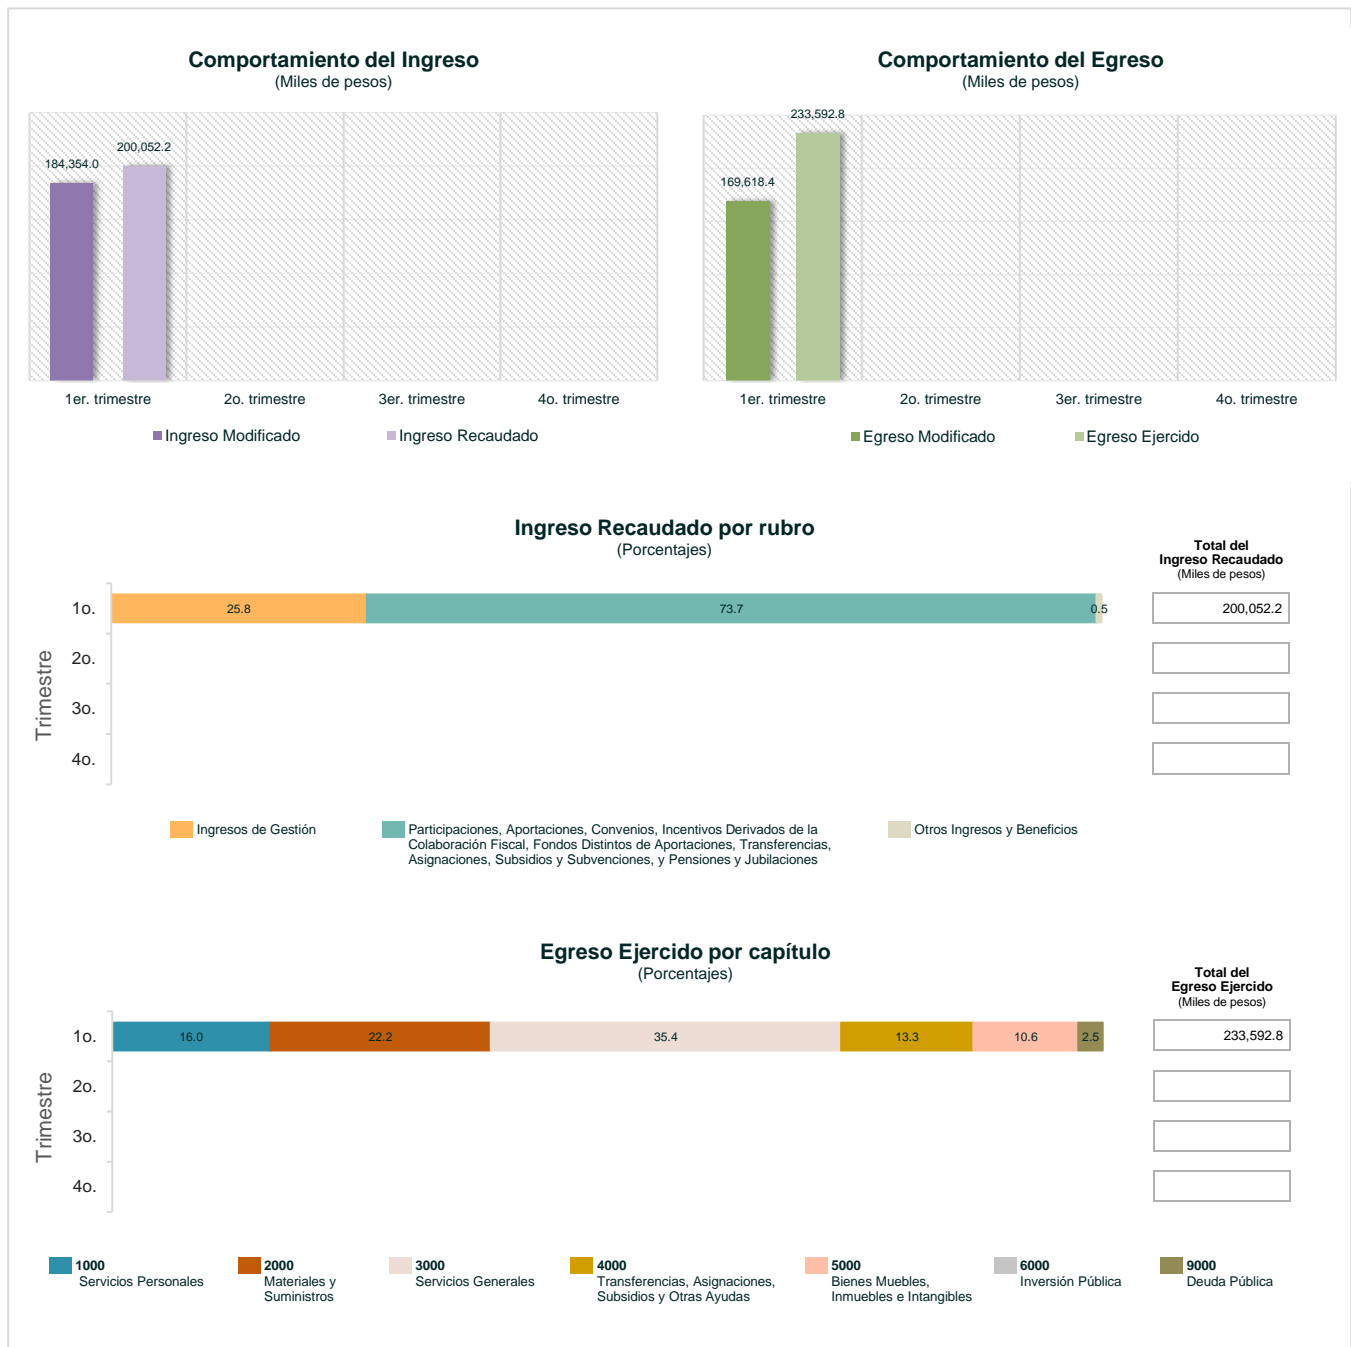 Comportamiento del Ingreso
(Miles de pesos)
184,354.0
200,052.2
1er. trimestre
2o. trimestre
3er. trimestre
4o. trimestre
Ingreso Modificado
Ingreso Recaudado
Comportamiento del Egreso
(Miles de pesos)
169,618.4
233,592.8
1er. trimestre
2o. trimestre
3er. trimestre
4o. trimestre
Egreso Modificado
Egreso Ejercido
Ingreso Recaudado por rubro
(Porcentajes)
Total del
Ingreso Recaudado
(Miles de pesos)
Trimestre
1o.
25.8
73.7
0.5
200,052.2
2o.
3o.
4o.
Ingresos de Gestión
Participaciones, Aportaciones, Convenios, Incentivos Derivados de la
Colaboración Fiscal, Fondos Distintos de Aportaciones, Transferencias,
Asignaciones, Subsidios y Subvenciones, y Pensiones y Jubilaciones
Otros Ingresos y Beneficios
Egreso Ejercido por capítulo
(Porcentajes)
Total del
Egreso Ejercido
(Miles de pesos)
Trimestre
1o.
16.0
22.2
35.4
13.3
10.6
2.5
233,592.8
2o.
3o.
4o.
1000
Servicios Personales
2000
Materiales y
Suministros
3000
Servicios Generales
4000
Transferencias, Asignaciones,
Subsidios y Otras Ayudas
5000
Bienes Muebles,
Inmuebles e Intangibles
6000
Inversión Pública
9000
Deuda Pública